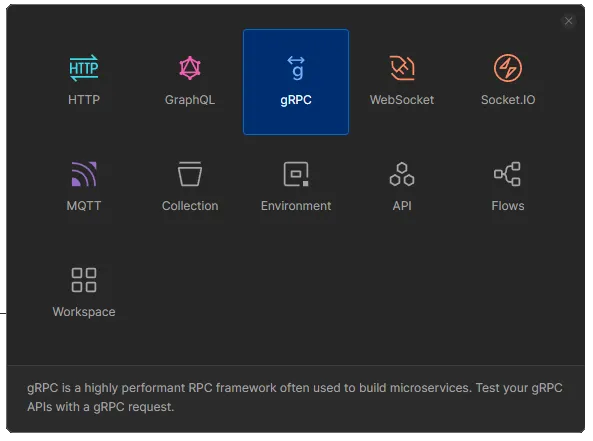 HTTP
HTTP GraphQL gRPC WebSocket Socket.IO
MQTT Collection Environment API Flows
Workspace
gRPC is a highly performant RPC framework often used to build microservices. Test your gRPC
APIs with a gRPC request.